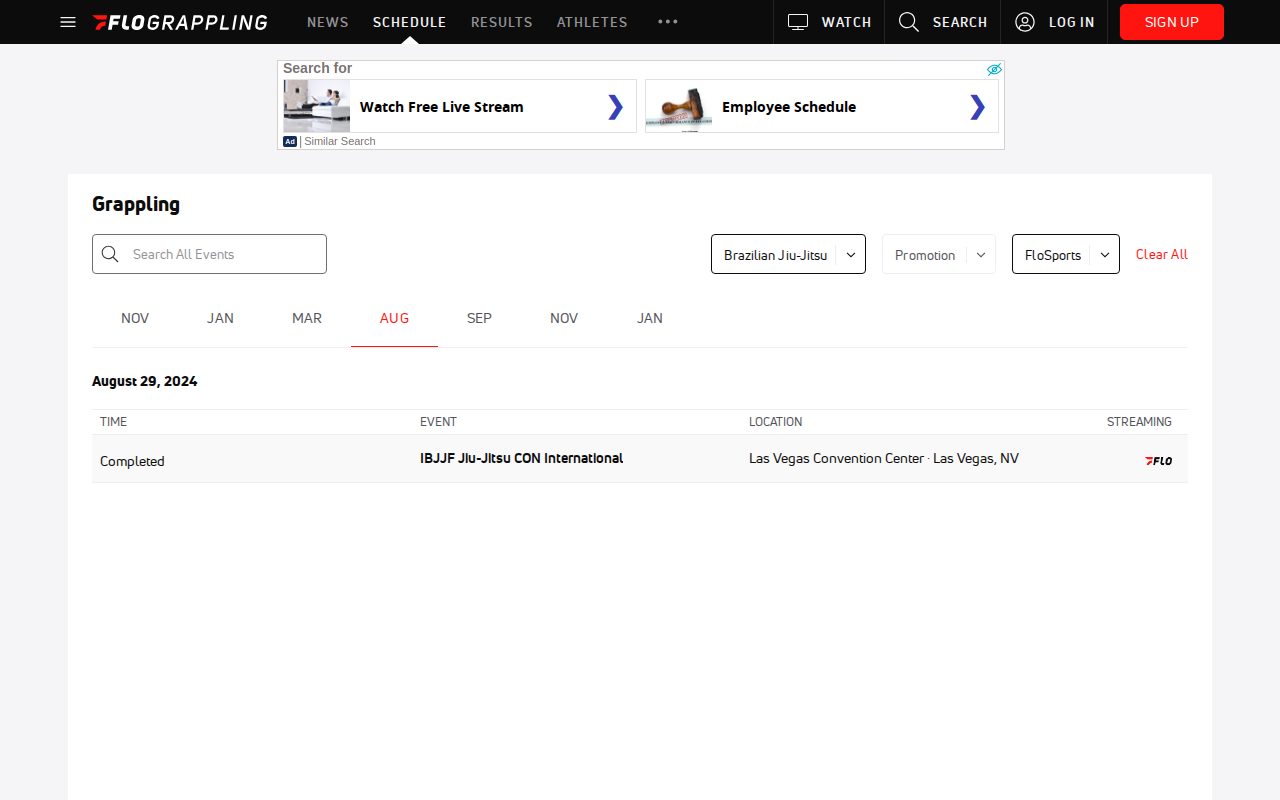 FLOGRAPPLING
NEWS
SCHEDULE
RESULTS
ATHLETES
WATCH
SEARCH
LOG IN
SIGN UP
Search for
Watch Free Live Stream
Employee Schedule
Ad | Similar Search
Grappling
Search All Events
Brazilian Jiu-Jitsu
Promotion
FloSports
Clear All
NOV
JAN
MAR
AUG
SEP
NOV
JAN
August 29, 2024
TIME
EVENT
LOCATION
STREAMING
Completed
IBJJF Jiu-Jitsu CON International
Las Vegas Convention Center · Las Vegas, NV
FLO